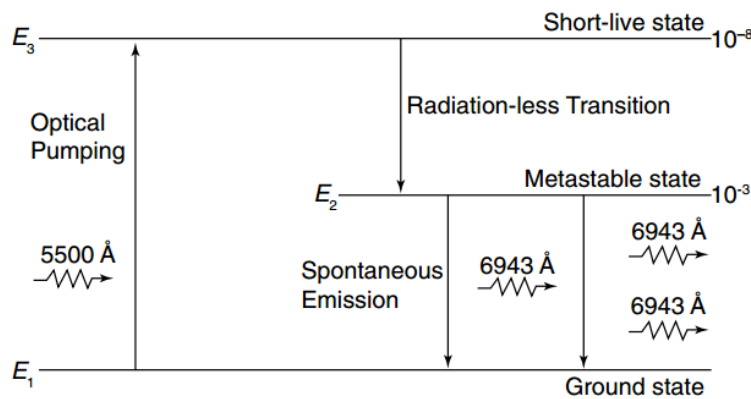 Short-live state
E3
10-8
Optical
Pumping
Radiation-less Transition
Metastable state
E2
10-3
5500 Å
Spontaneous
Emission
6943 Å
6943 Å
6943 Å
E1
Ground state